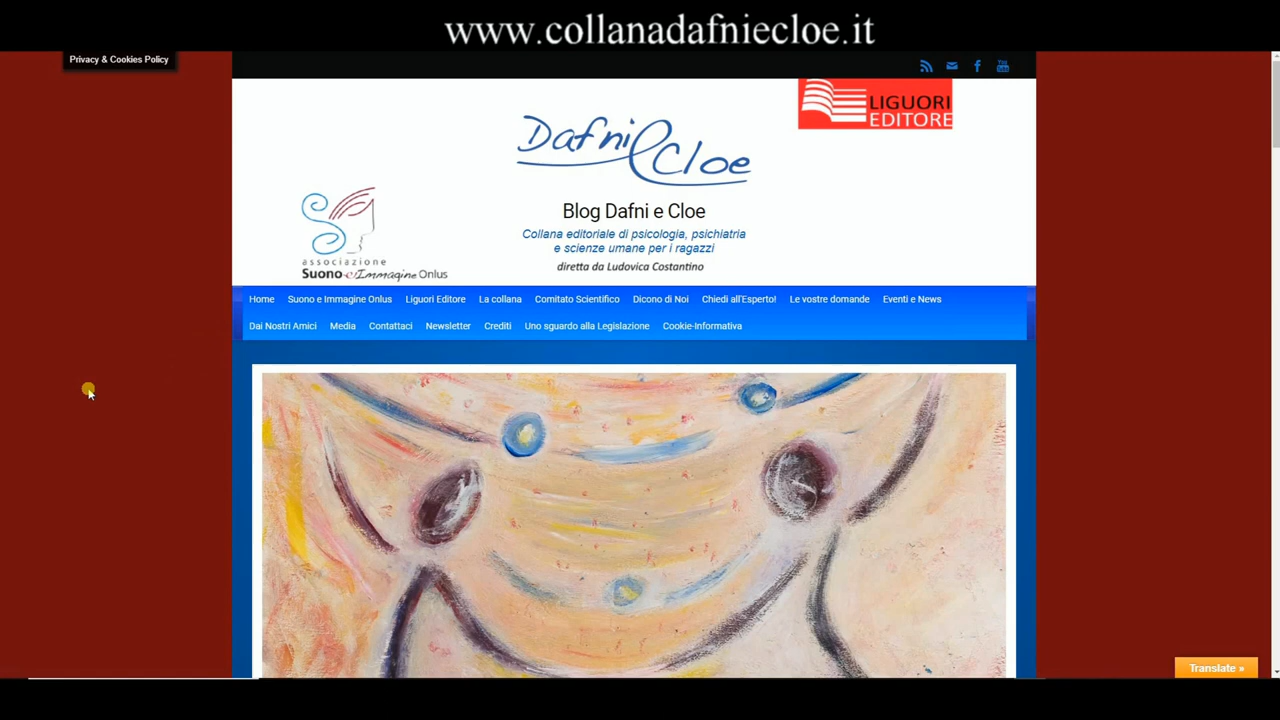 www.collanadafniecloe.it
Privacy & Cookies Policy
You
LIGUORI
EDITORE
Dafni e Cloe
Blog Dafni e Cloe
Collana editoriale di psicologia, psichiatria
e scienze umane per i ragazzi
diretta da Ludovica Costantino
associazione
Suono e Immagine Onlus
Home Suono e Immagine Onlus Liguori Editore La collana Comitato Scientifico Dicono di Noi Chiedi all'Esperto! Le vostre domande Eventi e News
Dai Nostri Amici Media Contattaci Newsletter Crediti Uno sguardo alla Legislazione Cookie-Informativa
Translate »